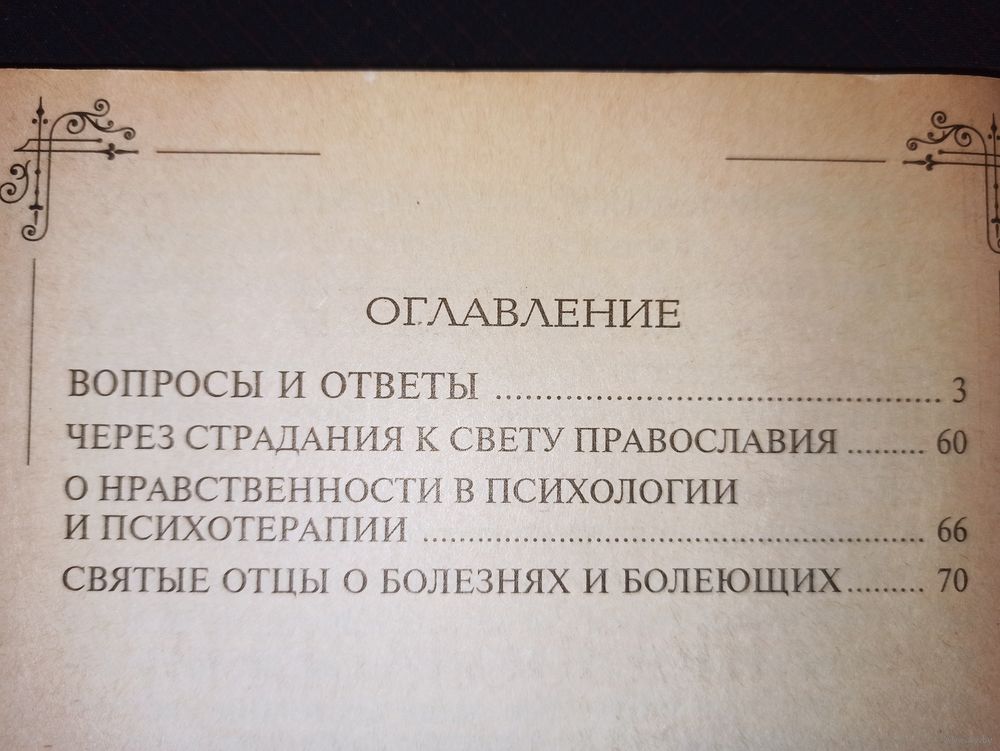 ОГЛАВЛЕНИЕ
ВОПРОСЫ И ОТВЕТЫ ............................................ 3
ЧЕРЕЗ СТРАДАНИЯ К СВЕТУ ПРАВОСЛАВИЯ ......... 60
О НРАВСТВЕННОСТИ В ПСИХОЛОГИИ
И ПСИХОТЕРАПИИ .................................................. 66
СВЯТЫЕ ОТЦЫ О БОЛЕЗНЯХ И БОЛЕЮЩИХ......... 70